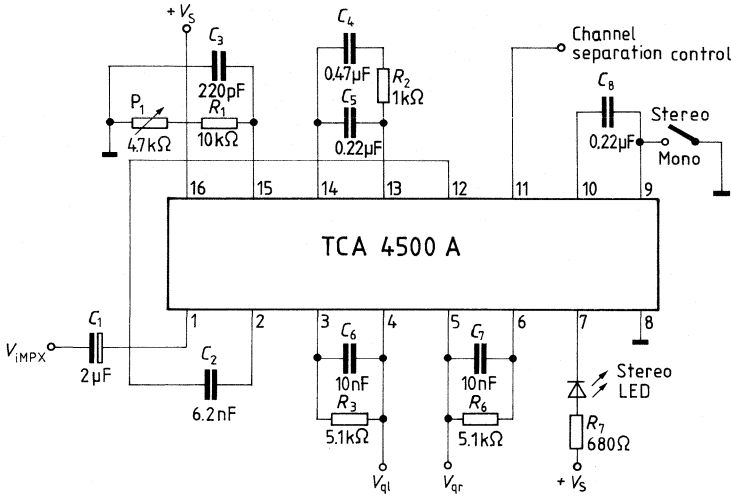 + Vs
C3
220pF
P1
4.7kΩ
R1
10kΩ
C4
0.47µF
R2
1kΩ
C5
0.22µF
Channel
separation control
C8
0.22µF
Stereo
Mono
16 15 14 13 12 11 10 9
TCA 4500 A
1 2 3 4 5 6 7 8
ViMPX
C1
2µF
C2
6.2nF
C6
10nF
R3
5.1kΩ
C7
10nF
R6
5.1kΩ
Stereo
LED
R7
680Ω
Vql
Vqr
+ Vs